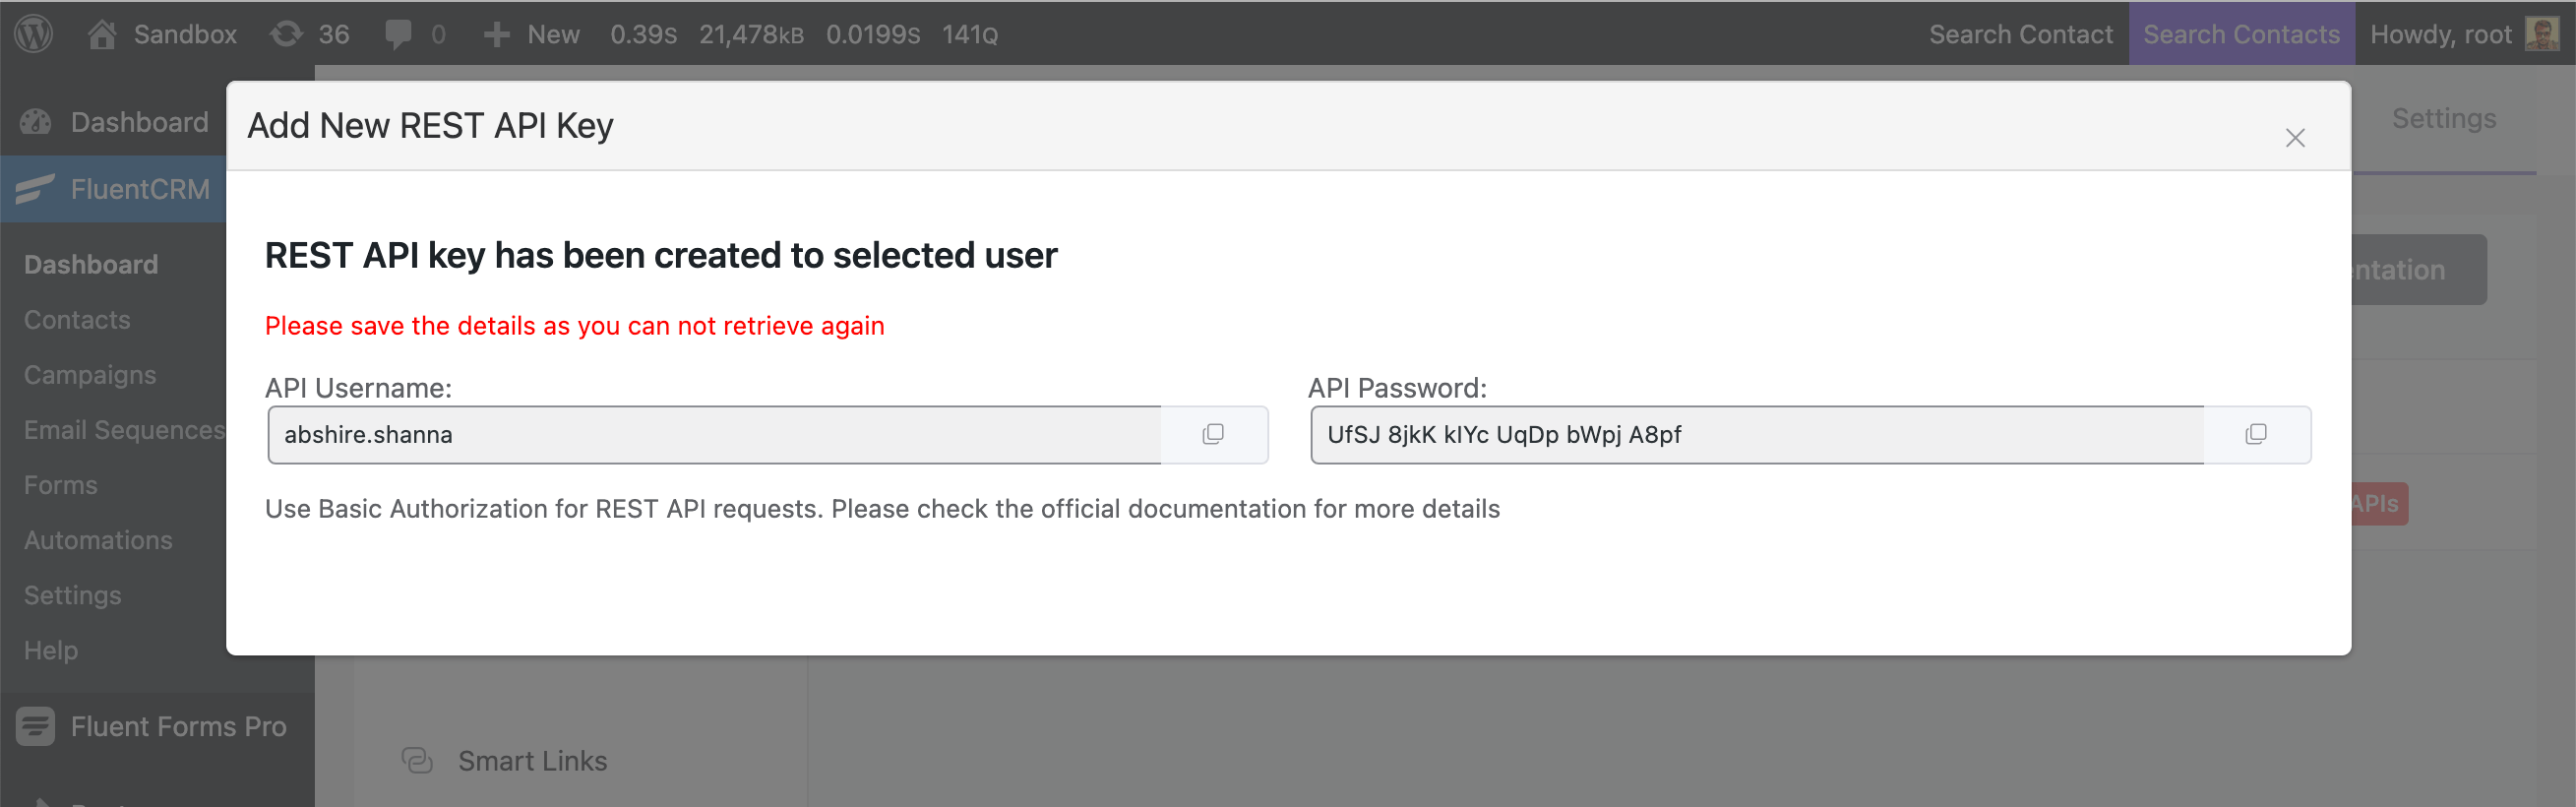 Sandbox 36 0 New 0.39S 21,478KB 0.0199S 141Q Search Contact Search Contacts Howdy, root
Add New REST API Key
Dashboard
Settings
FluentCRM
REST API key has been created to selected user
Dashboard
Contacts
Please save the details as you can not retrieve again
Campaigns
API Username: API Password:
Email Sequences
abshire.shanna UfSJ 8jkK klYc UqDp bWpj A8pf
Forms
APIs
Use Basic Authorization for REST API requests. Please check the official documentation for more details
Automations
Settings
Help
Fluent Forms Pro
Smart Links